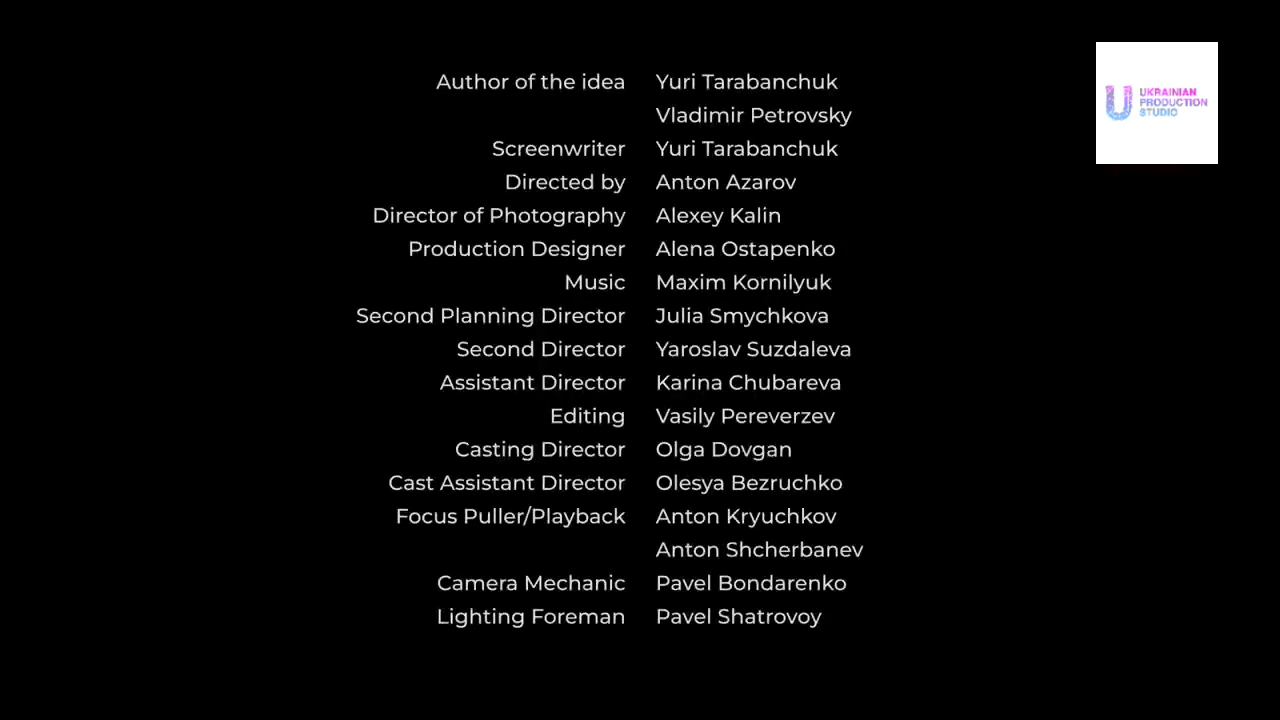 Author of the idea Yuri Tarabanchuk
Vladimir Petrovsky
Screenwriter Yuri Tarabanchuk
Directed by Anton Azarov
Director of Photography Alexey Kalin
Production Designer Alena Ostapenko
Music Maxim Kornilyuk
Second Planning Director Julia Smychkova
Second Director Yaroslav Suzdaleva
Assistant Director Karina Chubareva
Editing Vasily Pereverzev
Casting Director Olga Dovgan
Cast Assistant Director Olesya Bezruchko
Focus Puller/Playback Anton Kryuchkov
Anton Shcherbanev
Camera Mechanic Pavel Bondarenko
Lighting Foreman Pavel Shatrovoy
U UKRAINIAN
PRODUCTION
STUDIO